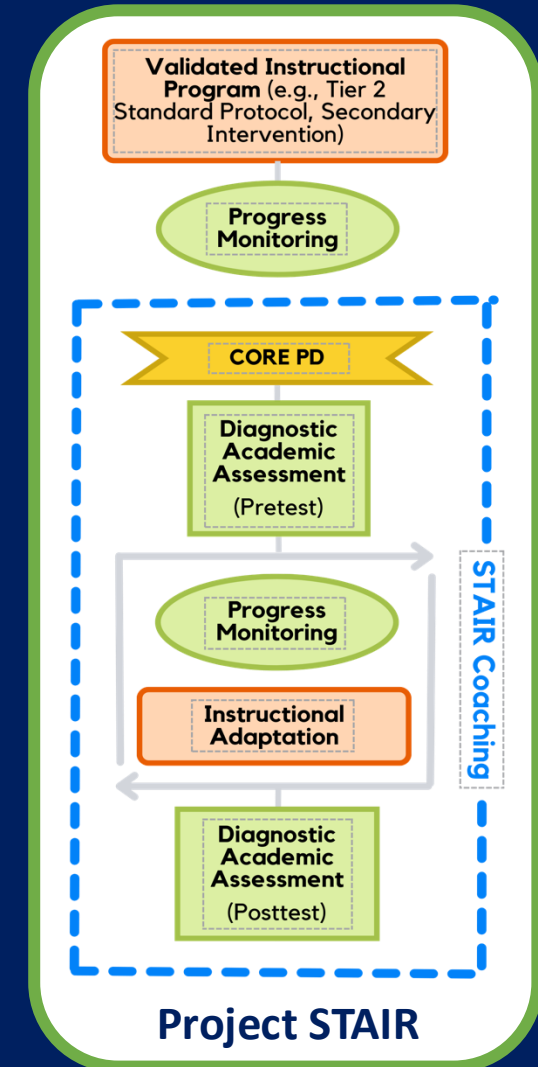 Validated Instructional
Program (e.g., Tier 2
Standard Protocol, Secondary
Intervention)
Progress
Monitoring
CORE PD
Diagnostic
Academic
Assessment
(Pretest)
Progress
Monitoring
Instructional
Adaptation
STAIR Coaching
Diagnostic
Academic
Assessment
(Posttest)
Project STAIR